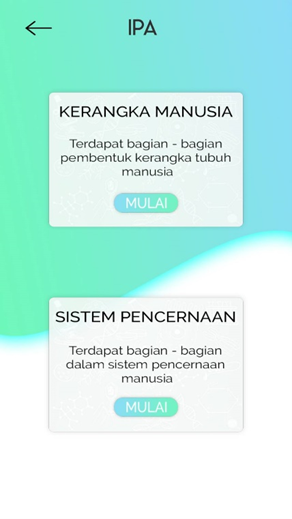 IPA
KERANGKA MANUSIA
Terdapat bagian - bagian
pembentuk kerangka tubuh
manusia
MULAI
SISTEM PENCERNAAN
Terdapat bagian - bagian
dalam sistem pencernaan
manusia
MULAI